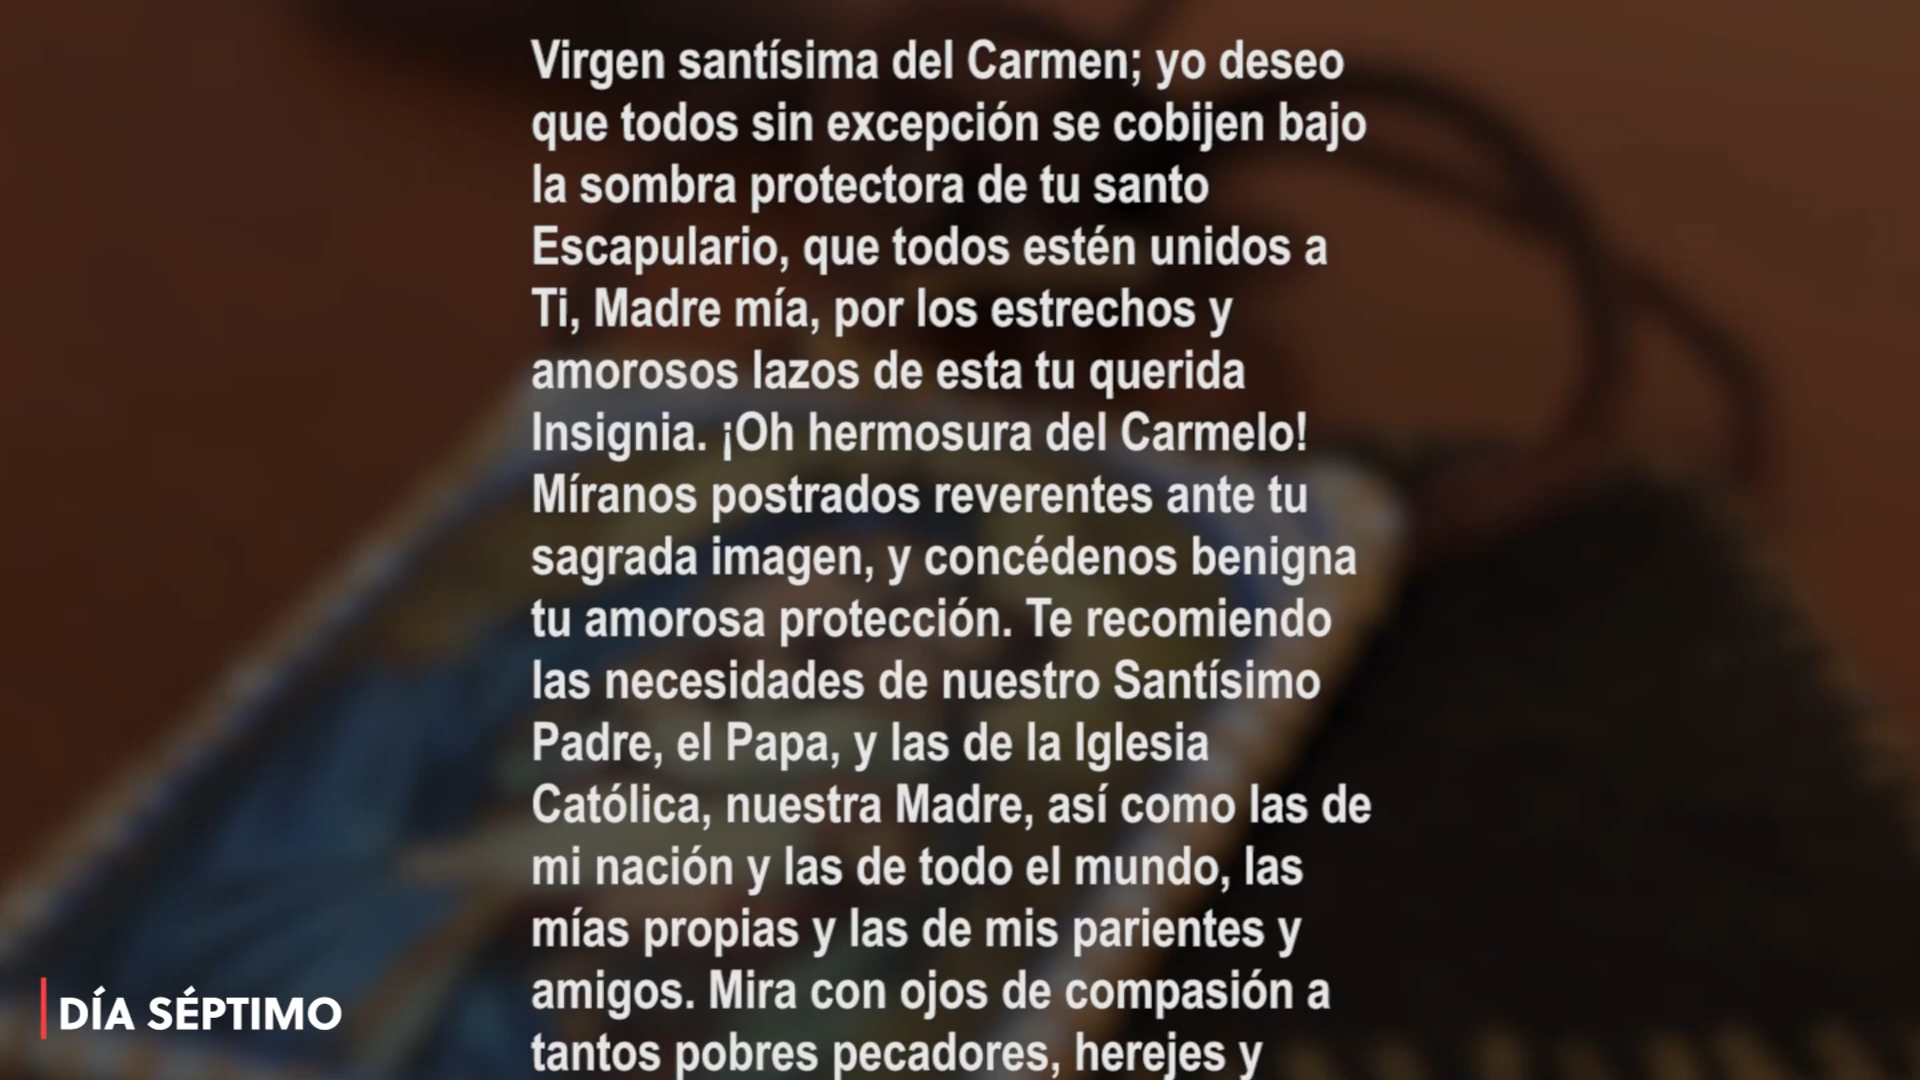 Virgen santísima del Carmen; yo deseo
que todos sin excepción se cobijen bajo
la sombra protectora de tu santo
Escapulario, que todos estén unidos a
Ti, Madre mía, por los estrechos y
amorosos lazos de esta tu querida
Insignia. ¡Oh hermosura del Carmelo!
Míranos postrados reverentes ante tu
sagrada imagen, y concédenos benigna
tu amorosa protección. Te recomiendo
las necesidades de nuestro Santísimo
Padre, el Papa, y las de la Iglesia
Católica, nuestra Madre, así como las de
mi nación y las de todo el mundo, las
mías propias y las de mis parientes y
amigos. Mira con ojos de compasión a
tantos pobres pecadores, herejes y
DÍA SÉPTIMO